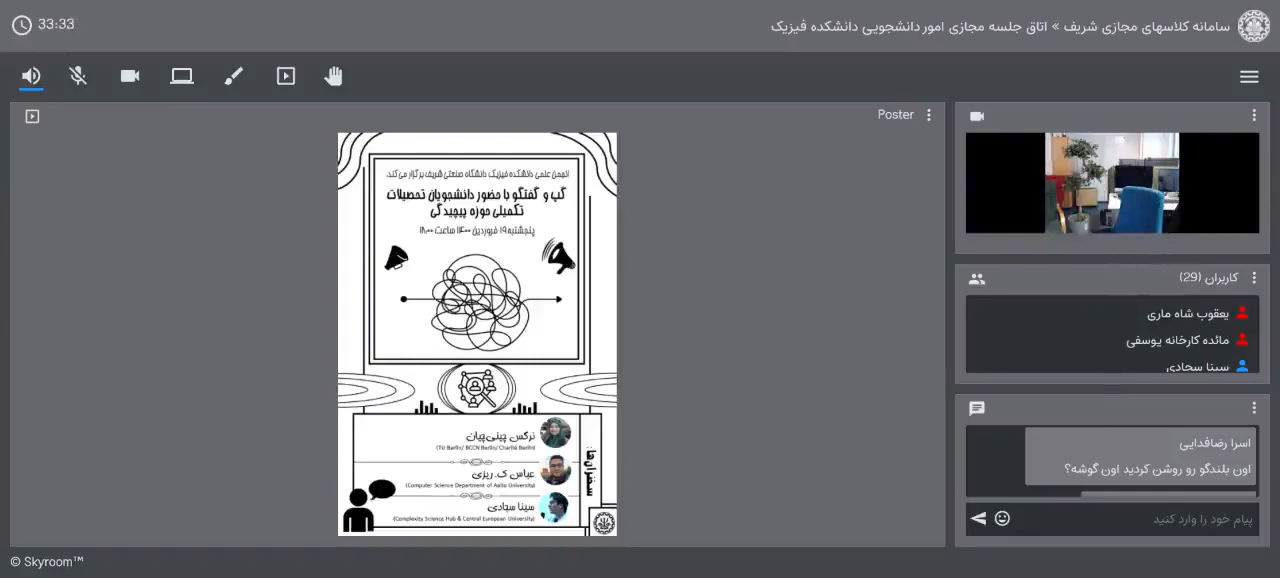 33:33
سامانه کلاسهای مجازی شریف » اتاق جلسه مجازی امور دانشجویی دانشکده فیزیک
Poster
انجمن علمی دانشکده فیزیک دانشگاه صنعتی شریف برگزار می‌کند:
گپ و گفتگو با حضور دانشجویان تحصیلات
تکمیلی حوزه پیچیدگی
پنجشنبه ۱۹ فروردین ۱۴۰۰ ساعت ۱۸:۰۰
سخنران‌ها:
نرگس چینی‌چیان
(TU Berlin/ BCCN Berlin/ Charité Berlin)
عباس ک. ریزی
(Computer Science Department of Aalto University)
سینا سجادی
(Complexity Science Hub & Central European University)
کاربران (29)
یعقوب شاه ماری
مائده کارخانه یوسفی
سینا سجادی
اسرا رضافدایی
اون بلندگو رو روشن کردید اون گوشه؟
پیام خود را وارد کنید
© Skyroom™